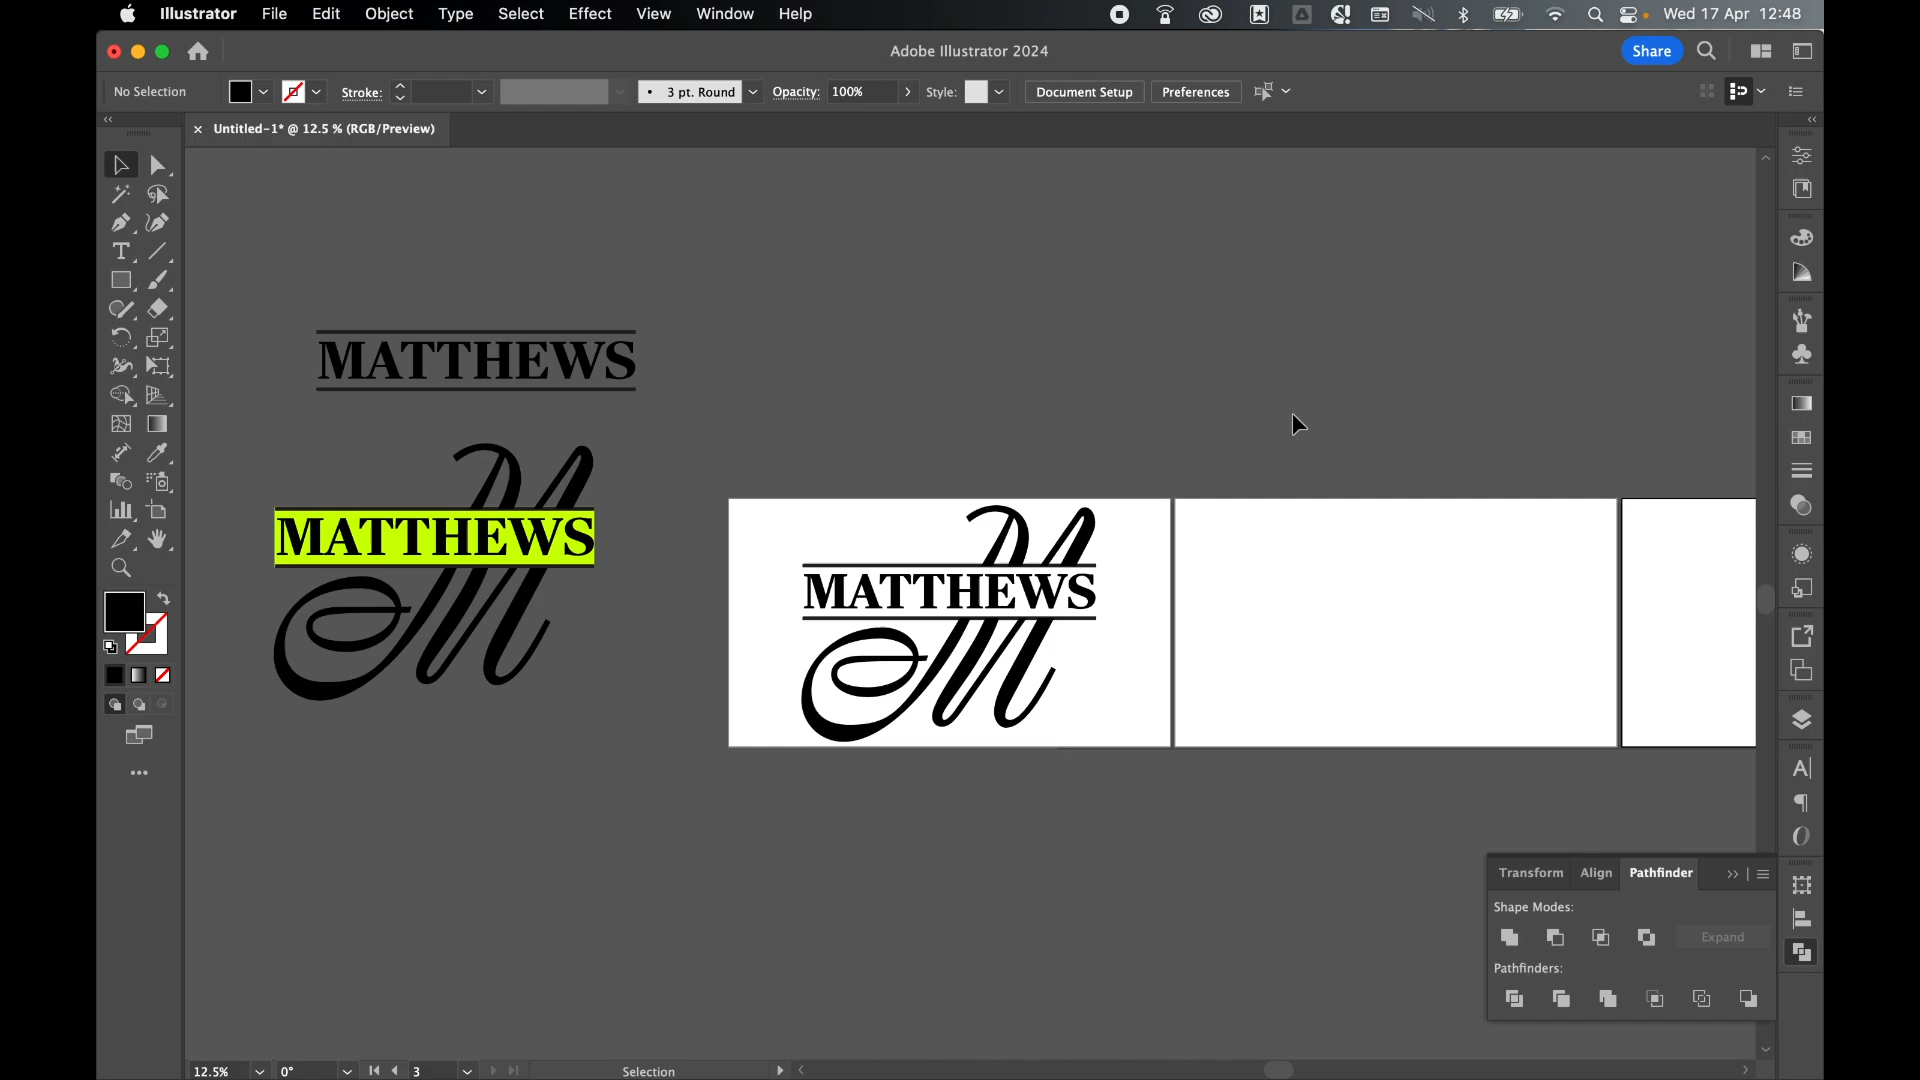 Illustrator File Edit Object Type Select Effect View Window Help Wed 17 Apr 12:48
Adobe Illustrator 2024 Share
No Selection Stroke: 3 pt. Round Opacity: 100% Style: Document Setup Preferences
Untitled-1* @ 12.5 % (RGB/Preview)
MATTHEWS
M
MATTHEWS
M
MATTHEWS
Transform Align Pathfinder
Shape Modes:
Expand
Pathfinders:
12.5% 0° 3 Selection